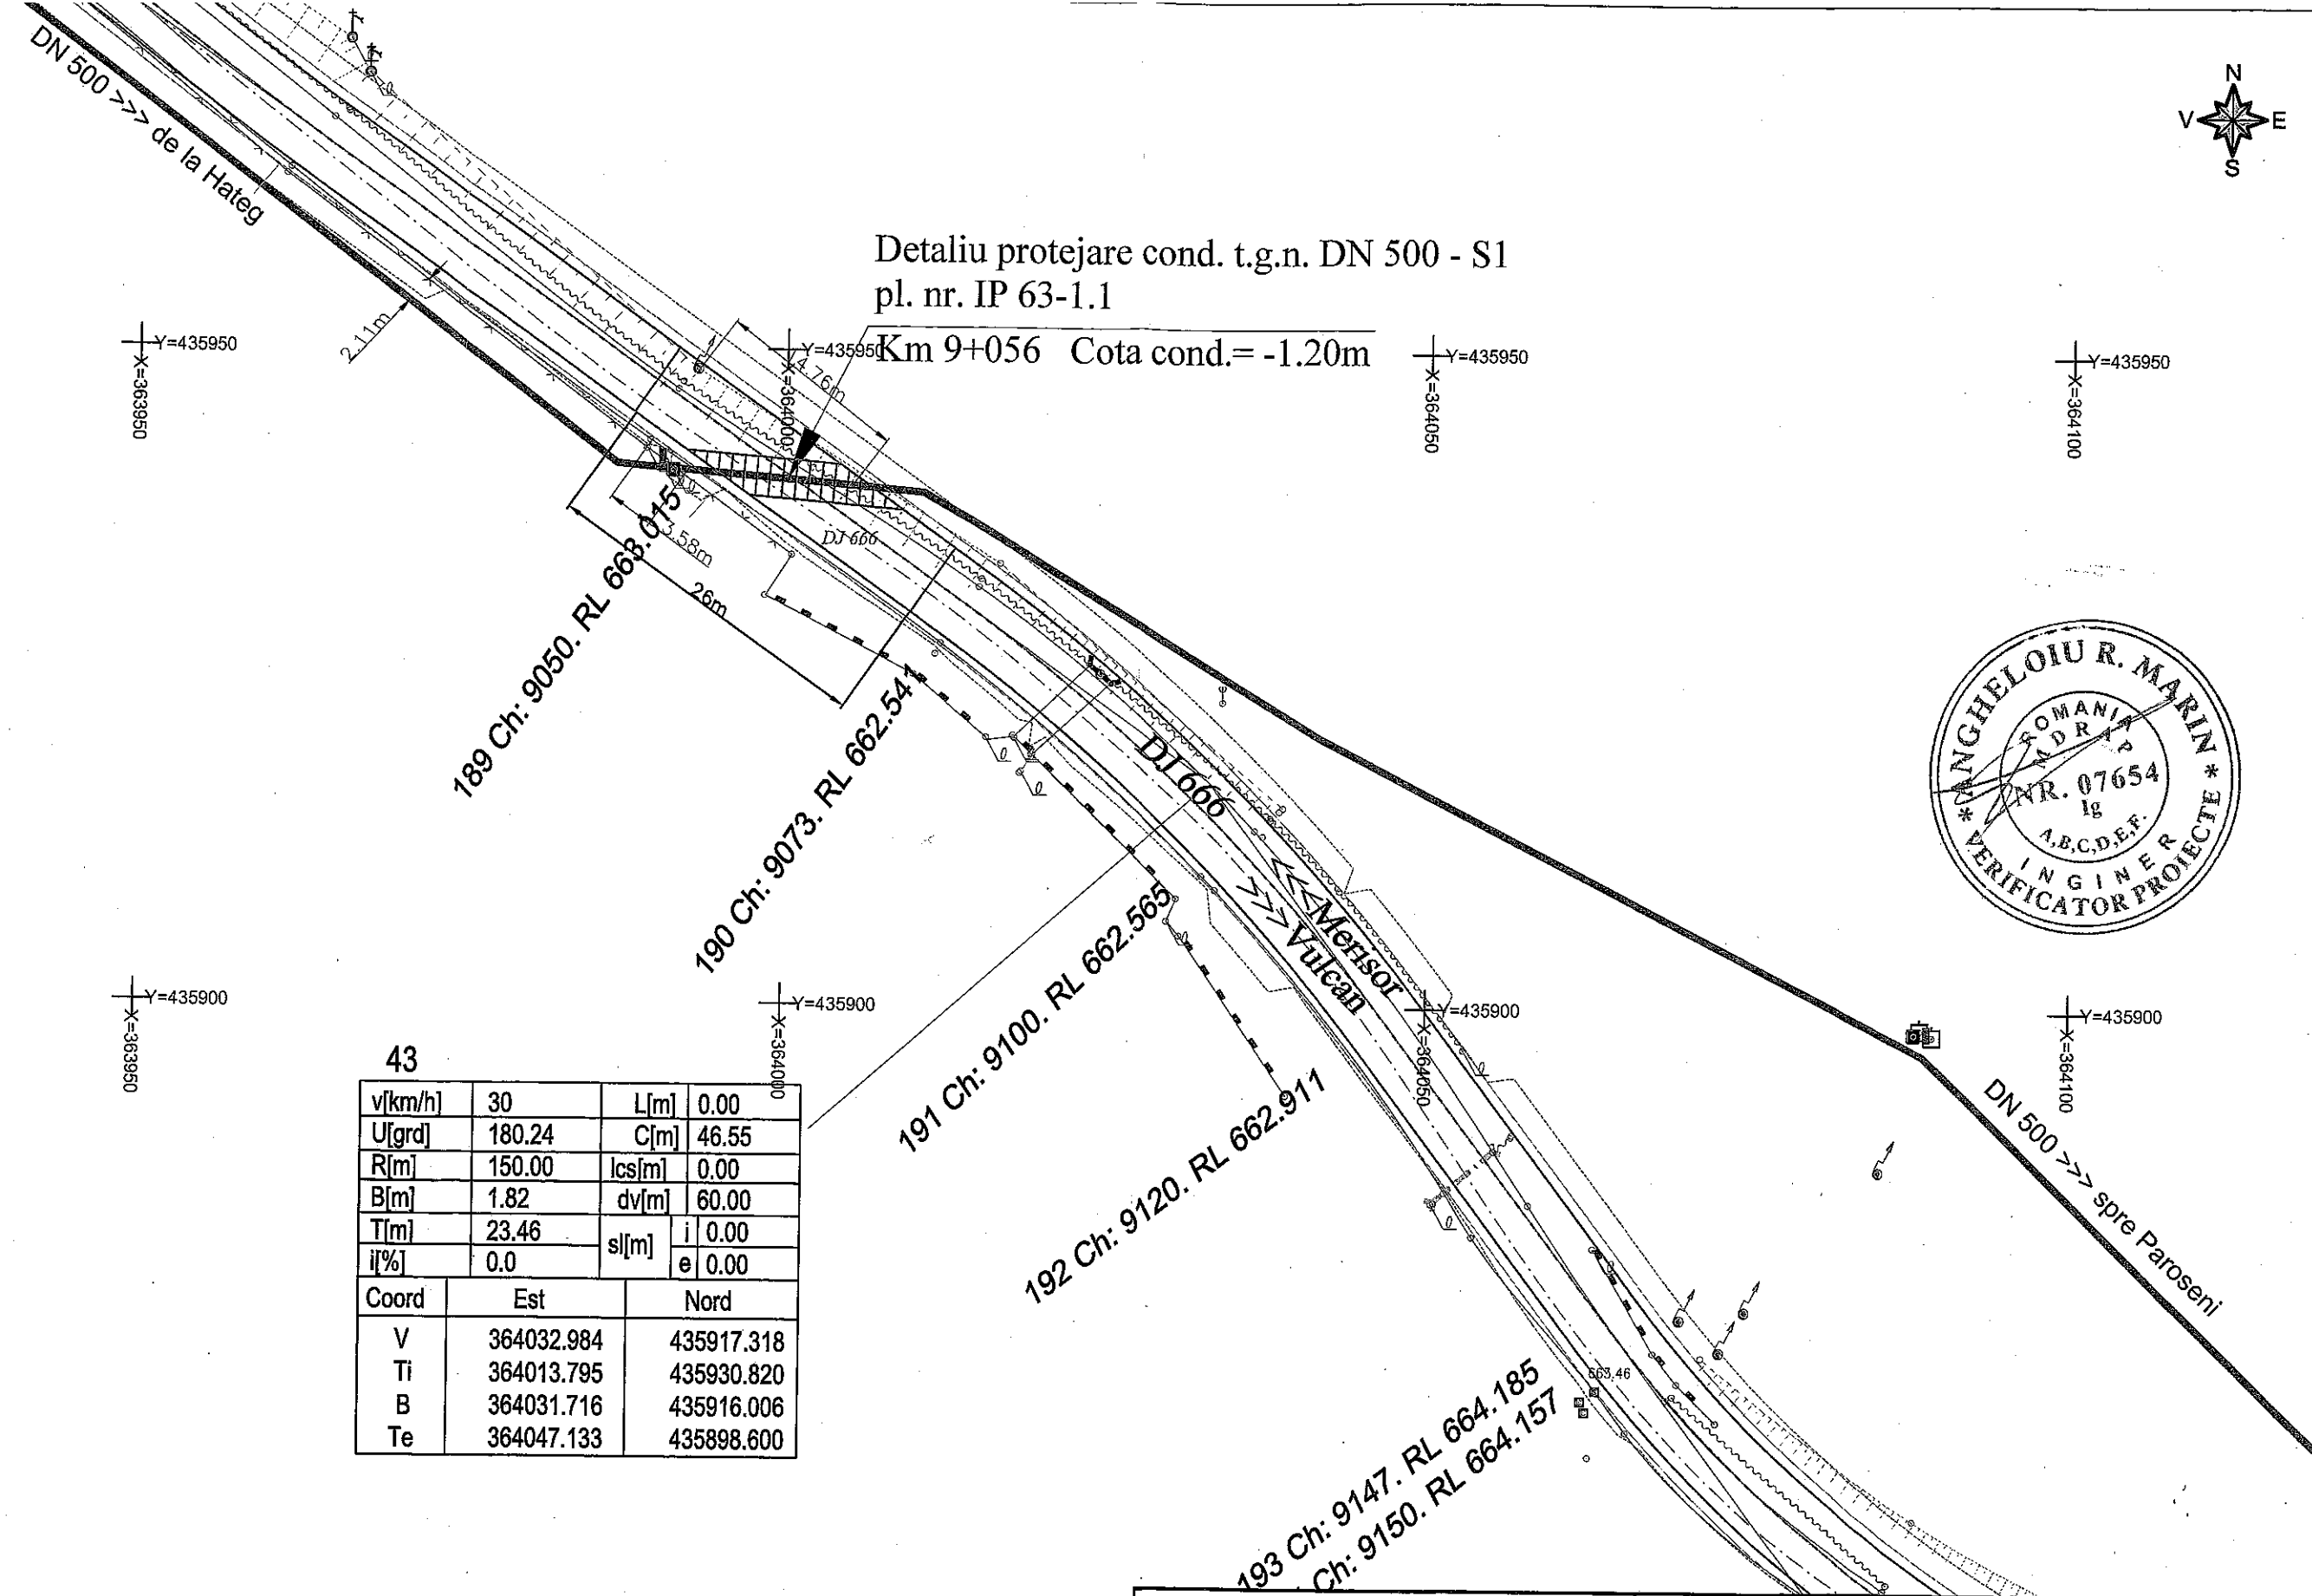 DN 500 >>> de la Hateg
N
V E
S
Detaliu protejare cond. t.g.n. DN 500 - S1
pl. nr. IP 63-1.1
Km 9+056 Cota cond.= -1.20m
2.11m
Y=435950
X=363950
Y=435950
X=364000
4.76m
Y=435950
X=364050
Y=435950
X=364100
3.58m
26m
DJ 666
189 Ch: 9050. RL 663.015
190 Ch: 9073. RL 662.541
191 Ch: 9100. RL 662.565
192 Ch: 9120. RL 662.911
193 Ch: 9147. RL 664.185
Ch: 9150. RL 664.157
DJ 666
<<<Merisor
>>> Vulcan
ANGHELOIU R. MARIN
* VERIFICATOR PROIECTE *
ROMANIA
MDRAP
NR. 07654
Ig
A,B,C,D,E,F.
INGINER
Y=435900
X=363950
Y=435900
X=364000
Y=435900
X=364050
Y=435900
X=364100
DN 500 >>> spre Paroseni
663.46
43
v[km/h] 30 L[m] 0.00
U[grd] 180.24 C[m] 46.55
R[m] 150.00 lcs[m] 0.00
B[m] 1.82 dv[m] 60.00
T[m] 23.46 sl[m] i 0.00
i[%] 0.0 e 0.00
Coord Est Nord
V 364032.984 435917.318
Ti 364013.795 435930.820
B 364031.716 435916.006
Te 364047.133 435898.600